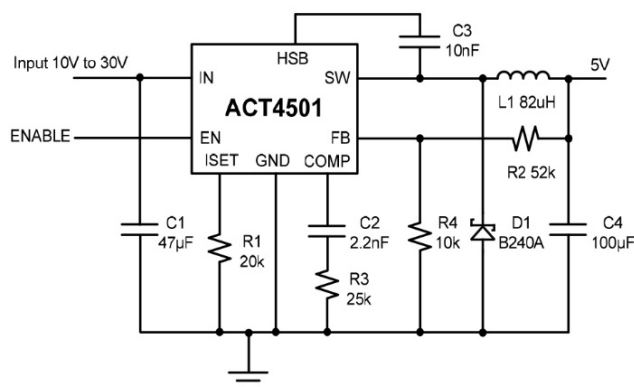 C3
10nF
HSB
Input 10V to 30V
IN
SW
5V
ACT4501
L1 82uH
ENABLE
EN
FB
ISET
GND
COMP
R2 52k
C1
47μF
R1
20k
C2
2.2nF
R4
10k
D1
B240A
C4
100μF
R3
25k